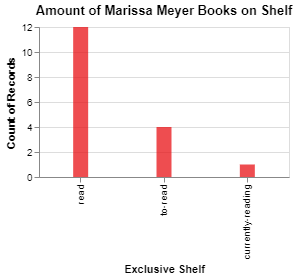 Amount of Marissa Meyer Books on Shelf
Count of Records
12
10
8
6
4
2
0
read
to-read
currently-reading
Exclusive Shelf